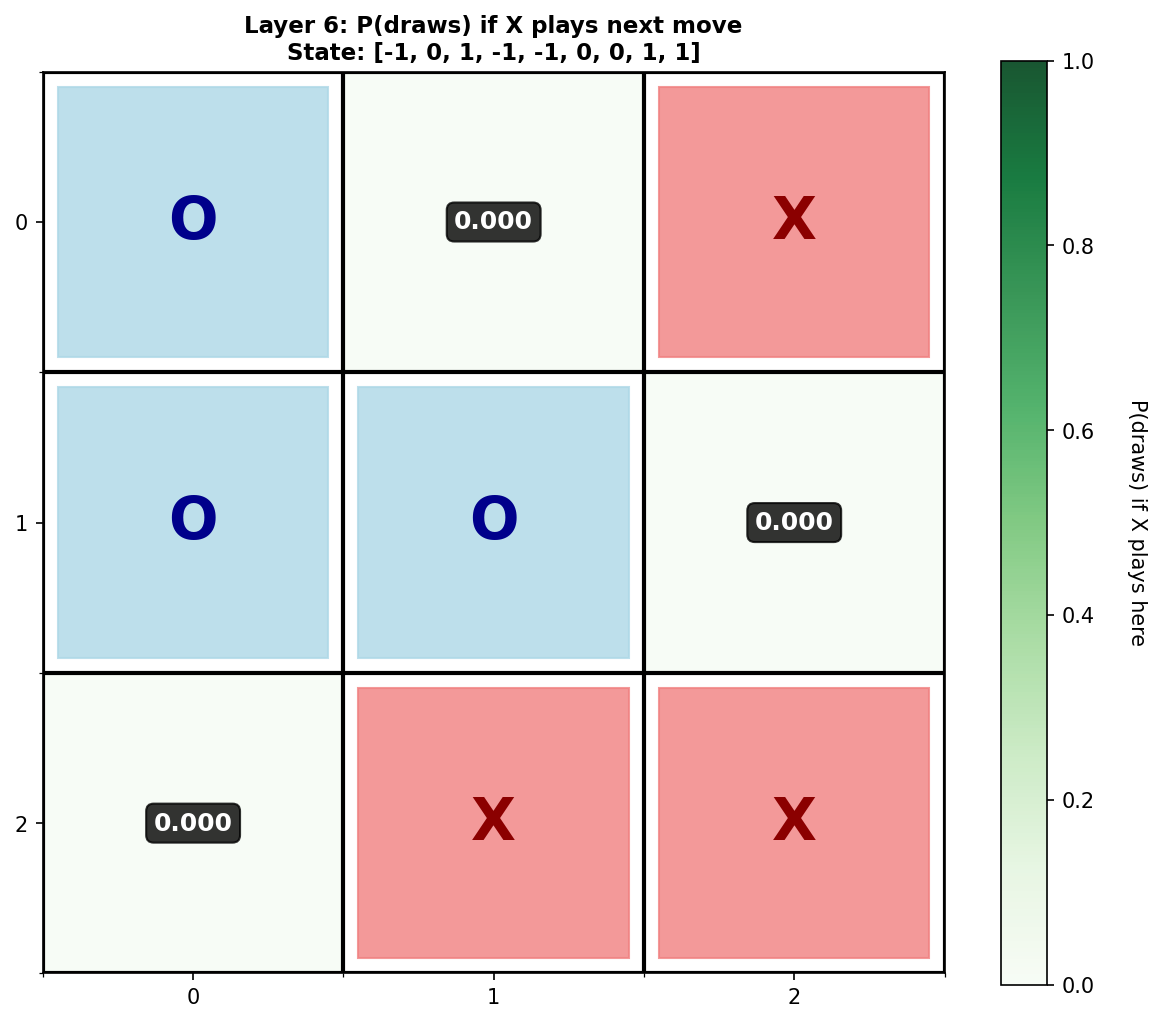 Layer 6: P(draws) if X plays next move
State: [-1, 0, 1, -1, -1, 0, 0, 1, 1]
0
O
0.000
X
1
O
O
0.000
2
0.000
X
X
0
1
2
1.0
0.8
0.6
0.4
0.2
0.0
P(draws) if X plays here